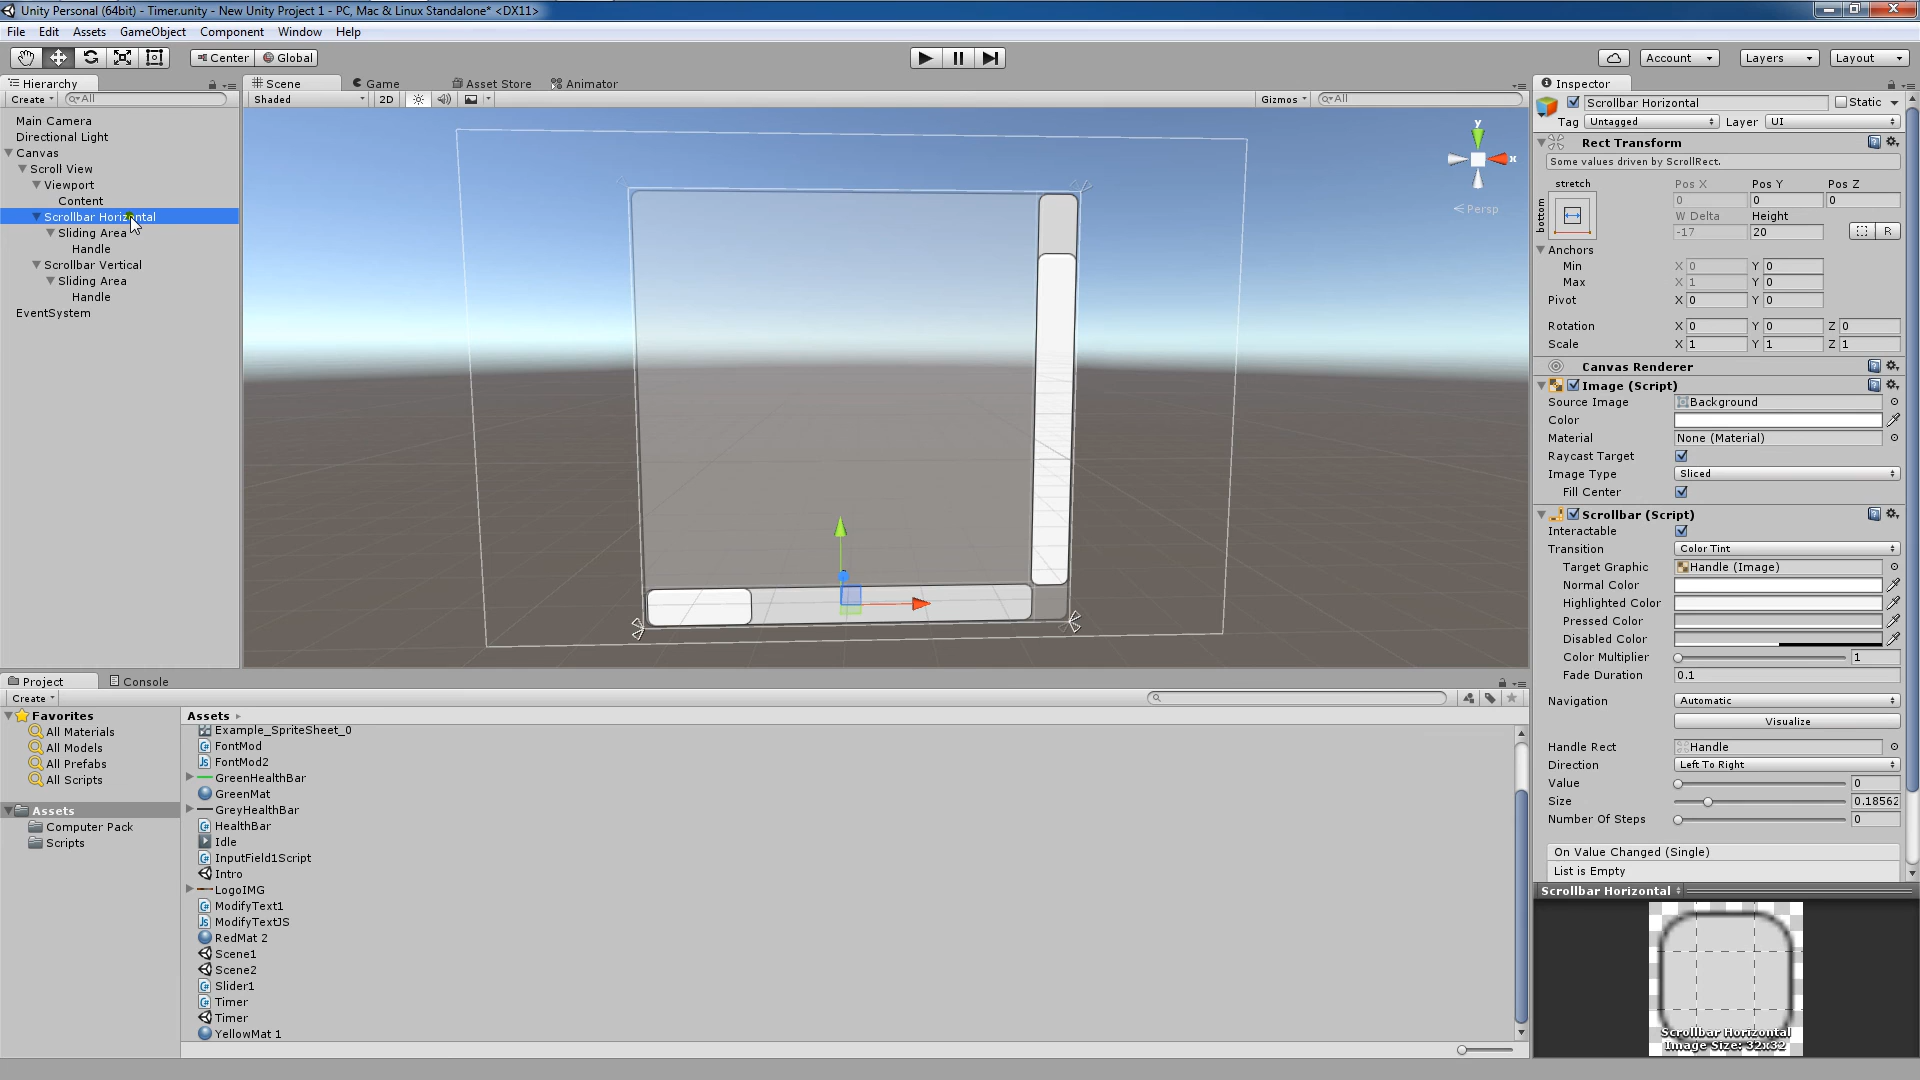 Unity Personal (64bit) - Timer.unity - New Unity Project 1 - PC, Mac & Linux Standalone* <DX11>
File Edit Assets GameObject Component Window Help
Center Global Account Layers Layout
Hierarchy
Create All
Main Camera
Directional Light
Canvas
Scroll View
Viewport
Content
Scrollbar Horizontal
Sliding Area
Handle
Scrollbar Vertical
Sliding Area
Handle
EventSystem
Scene Game Asset Store Animator
Shaded 2D Gizmos All
y
x
Persp
Inspector
Scrollbar Horizontal Static
Tag Untagged Layer UI
Rect Transform
Some values driven by ScrollRect.
stretch Pos X Pos Y Pos Z
bottom 0 0 0
W Delta Height
-17 20 R
Anchors
Min X 0 Y 0
Max X 1 Y 0
Pivot X 0 Y 0
Rotation X 0 Y 0 Z 0
Scale X 1 Y 1 Z 1
Canvas Renderer
Image (Script)
Source Image Background
Color
Material None (Material)
Raycast Target
Image Type Sliced
Fill Center
Scrollbar (Script)
Interactable
Transition Color Tint
Target Graphic Handle (Image)
Normal Color
Highlighted Color
Pressed Color
Disabled Color
Color Multiplier 1
Fade Duration 0.1
Navigation Automatic
Visualize
Handle Rect Handle
Direction Left To Right
Value 0
Size 0.18562
Number Of Steps 0
On Value Changed (Single)
List is Empty
Scrollbar Horizontal
Scrollbar Horizontal
Image Size: 32x32
Project Console
Create
Favorites
All Materials
All Models
All Prefabs
All Scripts
Assets
Computer Pack
Scripts
Assets
Example_SpriteSheet_0
FontMod
FontMod2
GreenHealthBar
GreenMat
GreyHealthBar
HealthBar
Idle
InputField1Script
Intro
LogoIMG
ModifyText1
ModifyTextJS
RedMat 2
Scene1
Scene2
Slider1
Timer
Timer
YellowMat 1